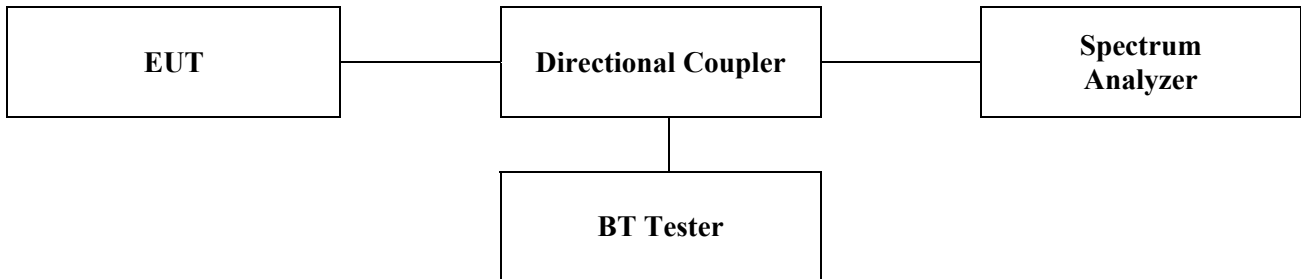 EUT
Directional Coupler
Spectrum
Analyzer
BT Tester